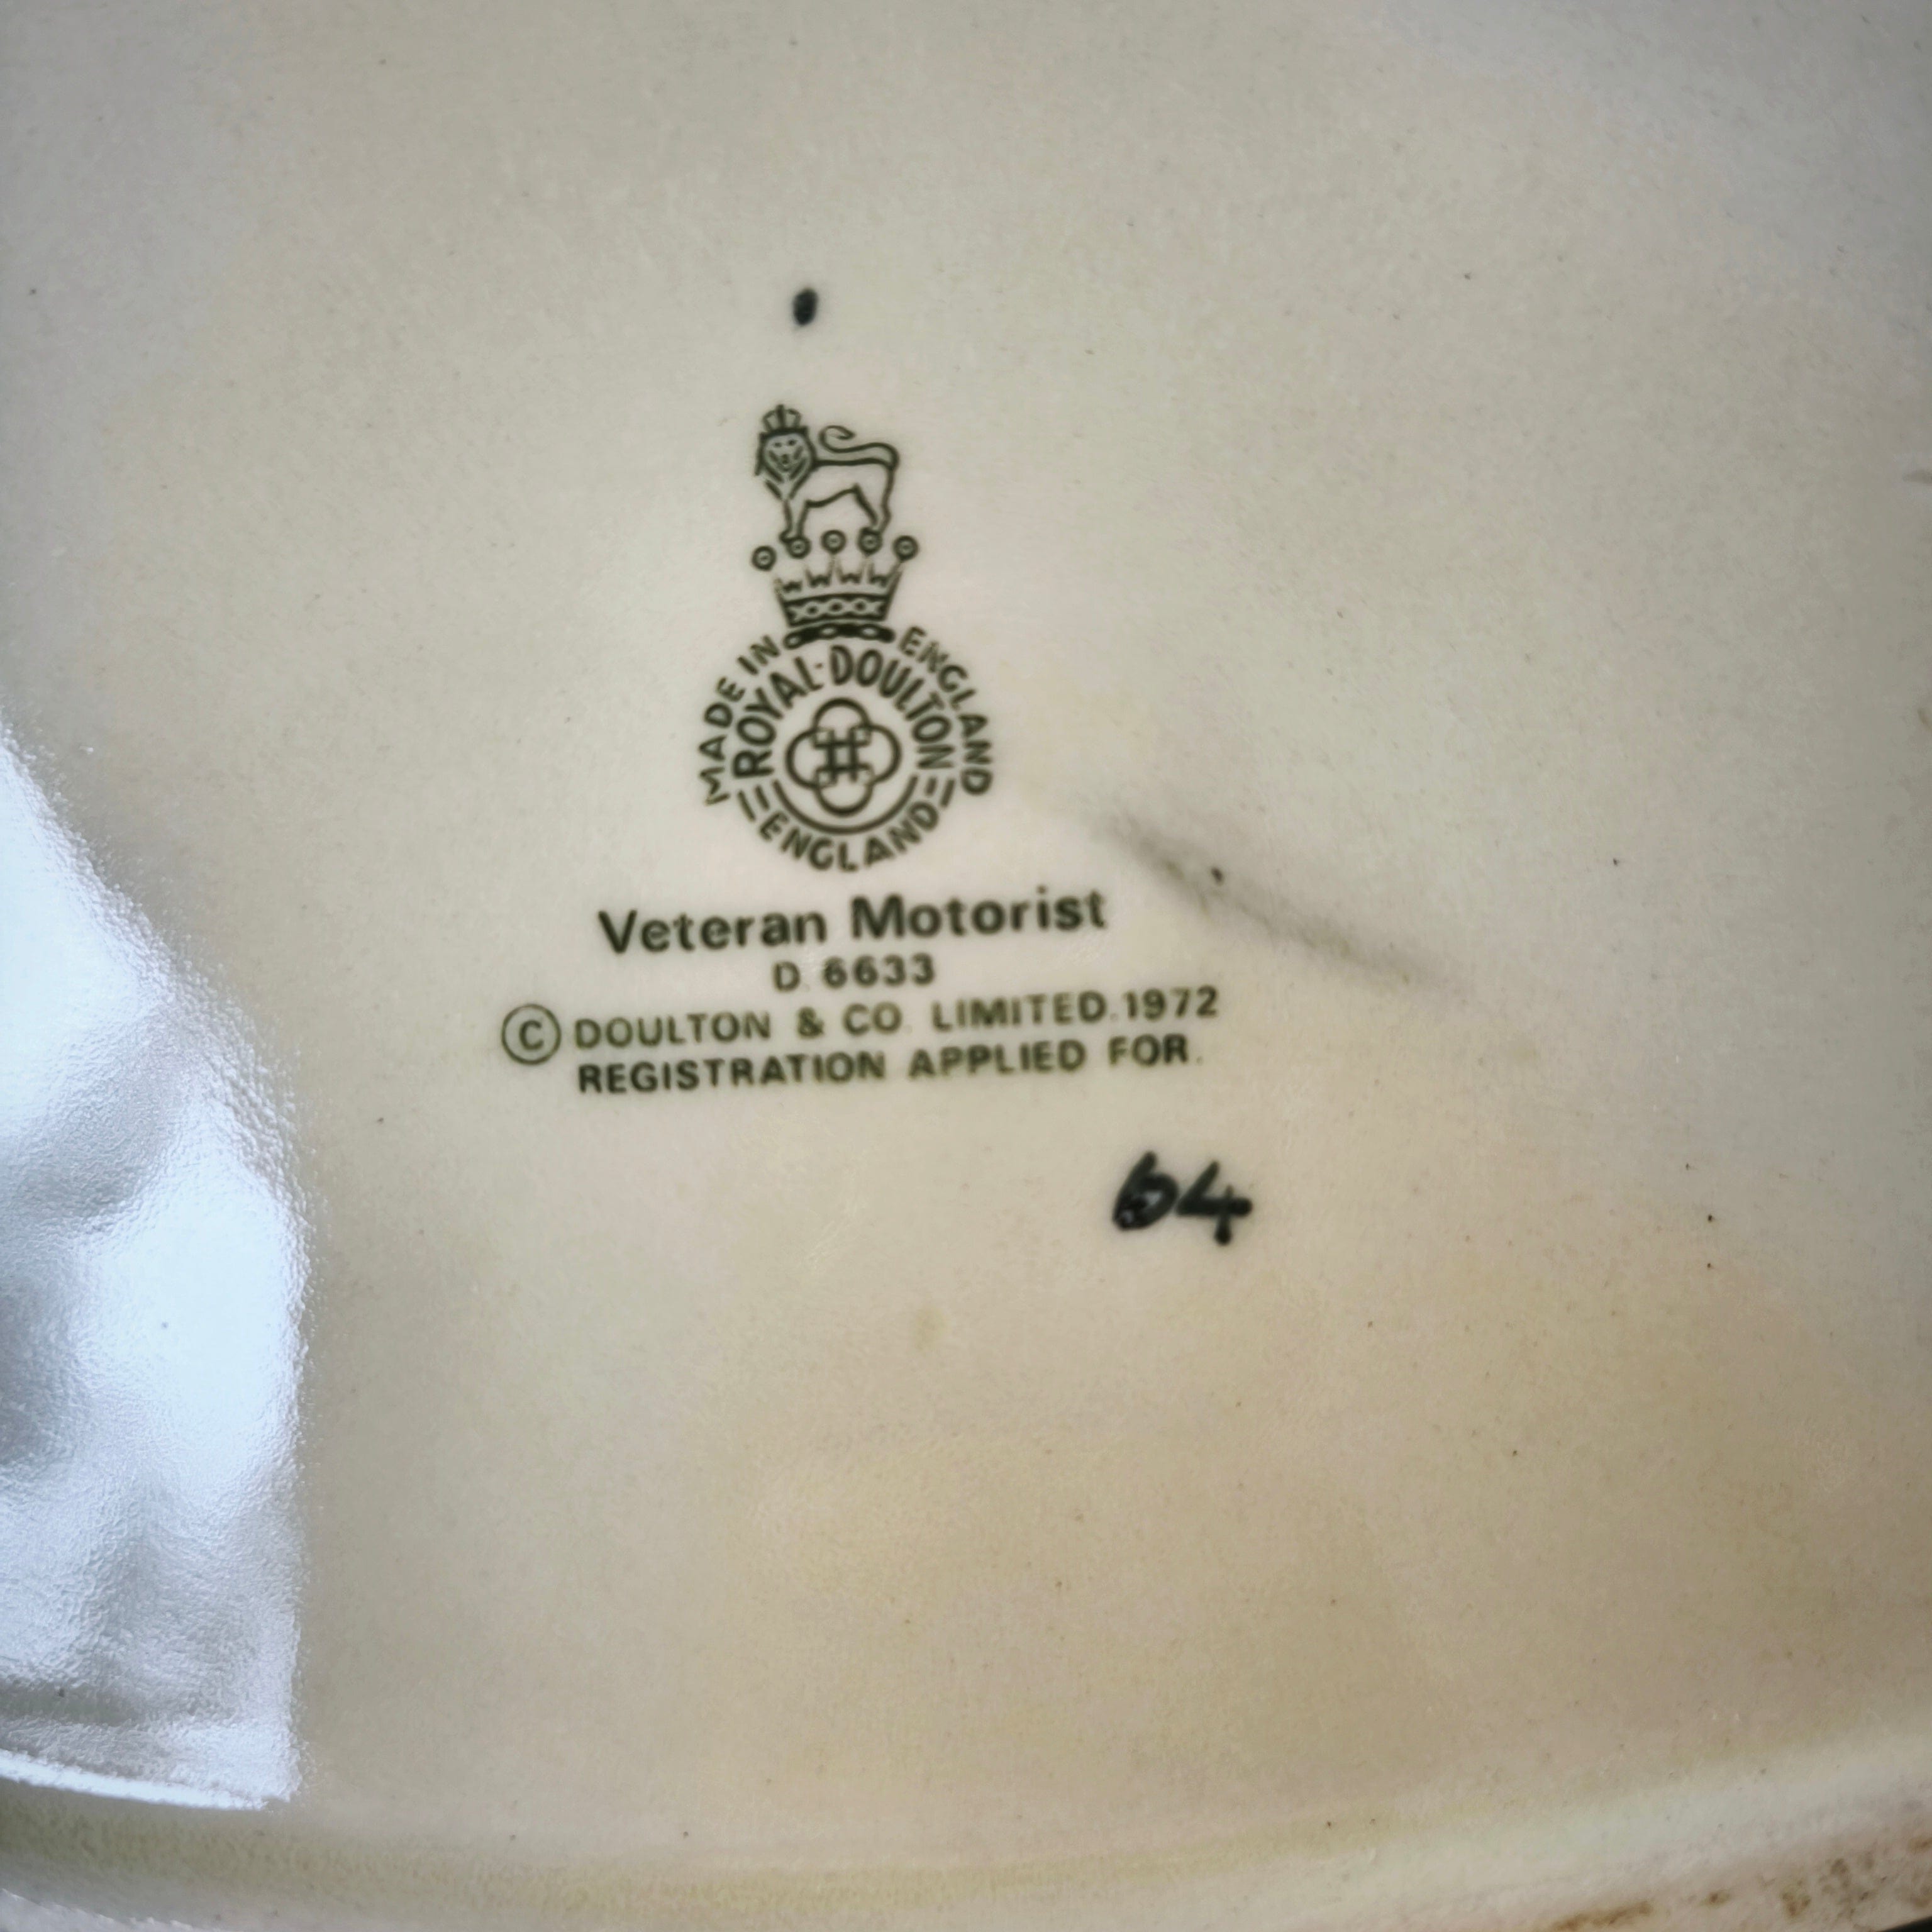 MADE IN ENGLAND
ROYAL·DOULTON
ENGLAND
Veteran Motorist
D. 6633
© DOULTON & CO. LIMITED.1972
REGISTRATION APPLIED FOR.
64